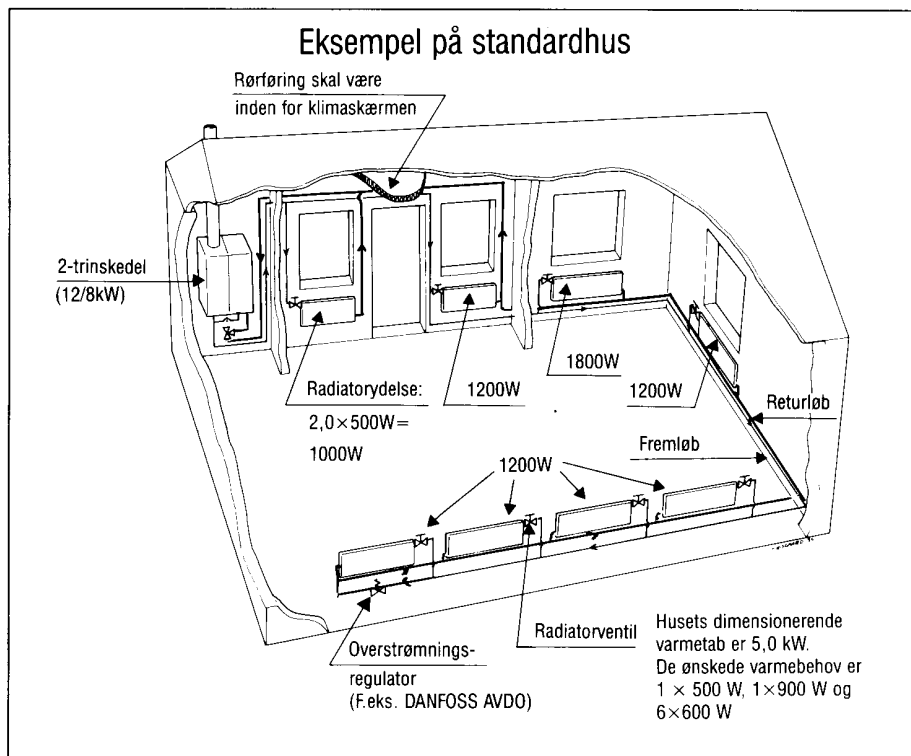 Eksempel på standardhus
Rørføring skal være
inden for klimaskærmen
2-trinskedel
(12/8kW)
Radiatorydelse:
2,0×500W=
1000W
1200W
1800W
1200W
Returløb
Fremløb
1200W
Radiatorventil
Overstrømnings-
regulator
(F.eks. DANFOSS AVDO)
Husets dimensionerende
varmetab er 5,0 kW.
De ønskede varmebehov er
1 × 500 W, 1×900 W og
6×600 W